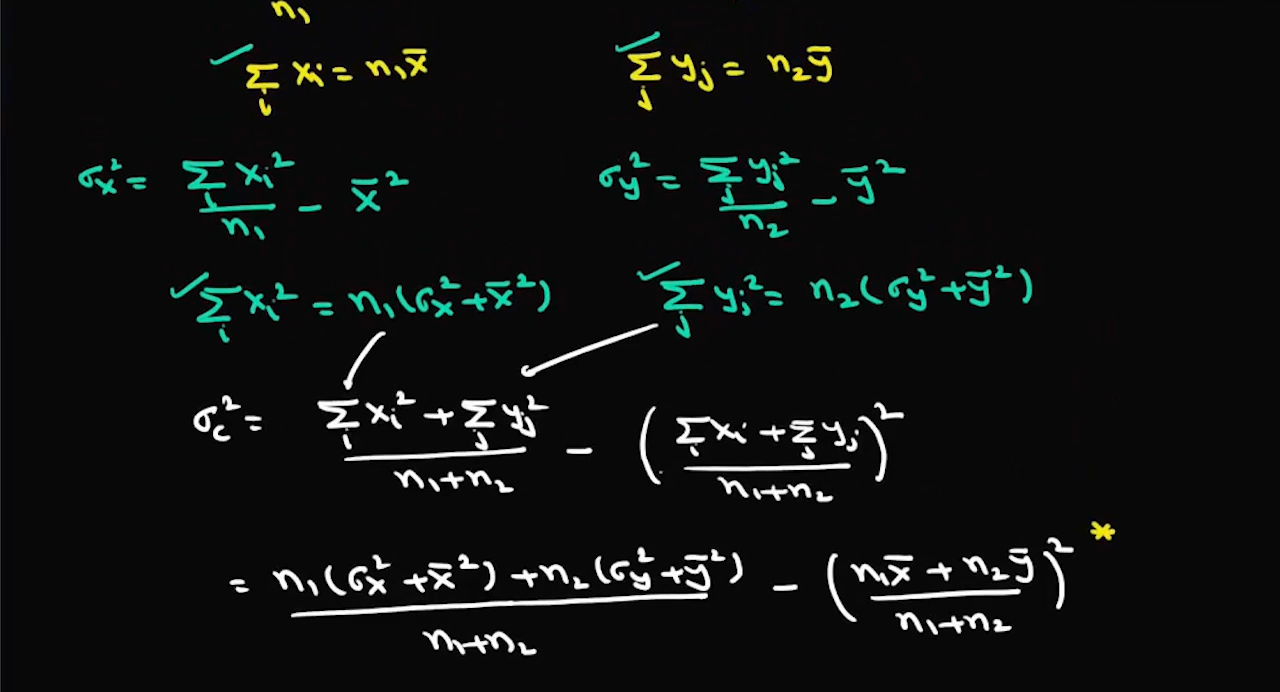 n₁
✓ Σᵢ xᵢ = n₁x̄    ✓ Σⱼ yⱼ = n₂ȳ
σₓ² = Σᵢ xᵢ² / n₁ − x̄²    σᵧ² = Σⱼ yⱼ² / n₂ − ȳ²
✓ Σᵢ xᵢ² = n₁(σₓ² + x̄²)    ✓ Σⱼ yⱼ² = n₂(σᵧ² + ȳ²)
σ_c² = (Σᵢ xᵢ² + Σⱼ yⱼ²) / (n₁+n₂) − ((Σᵢ xᵢ + Σⱼ yⱼ) / (n₁+n₂))²
= (n₁(σₓ² + x̄²) + n₂(σᵧ² + ȳ²)) / (n₁+n₂) − ((n₁x̄ + n₂ȳ) / (n₁+n₂))² *